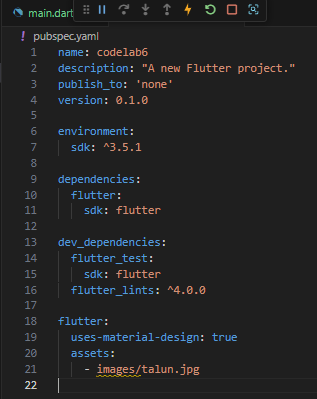 main.dart
! pubspec.yaml
1 name: codelab6
2 description: "A new Flutter project."
3 publish_to: 'none'
4 version: 0.1.0
5
6 environment:
7   sdk: ^3.5.1
8
9 dependencies:
10   flutter:
11     sdk: flutter
12
13 dev_dependencies:
14   flutter_test:
15     sdk: flutter
16   flutter_lints: ^4.0.0
17
18 flutter:
19   uses-material-design: true
20   assets:
21     - images/talun.jpg
22